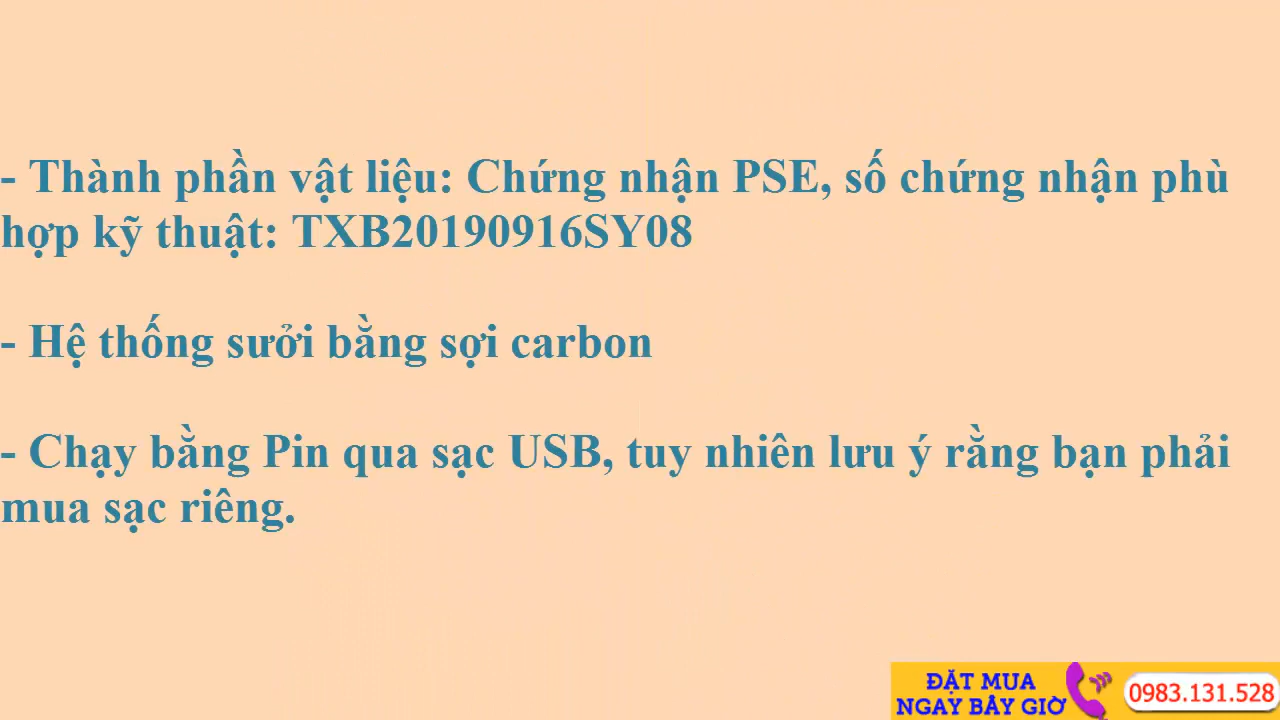 - Thành phần vật liệu: Chứng nhận PSE, số chứng nhận phù
hợp kỹ thuật: TXB20190916SY08
- Hệ thống sưởi bằng sợi carbon
- Chạy bằng Pin qua sạc USB, tuy nhiên lưu ý rằng bạn phải
mua sạc riêng.
ĐẶT MUA
NGAY BÂY GIỜ
0983.131.528